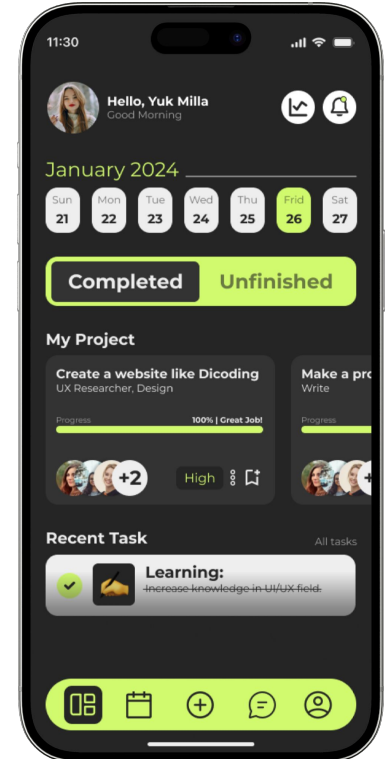 11:30
Hello, Yuk Milla
Good Morning
January 2024
Sun Mon Tue Wed Thu Frid Sat
21 22 23 24 25 26 27
Completed Unfinished
My Project
Create a website like Dicoding
UX Researcher, Design
Progress 100% | Great Job!
+2 High
Make a pro
Write
Progress
+
Recent Task All tasks
Learning:
Increase knowledge in UI/UX field.